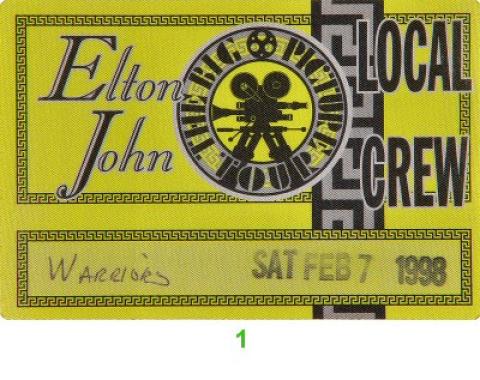 Elton
John
THE BIG PICTURE
TOUR
LOCAL
CREW
Warriors
SAT FEB 7 1998
1